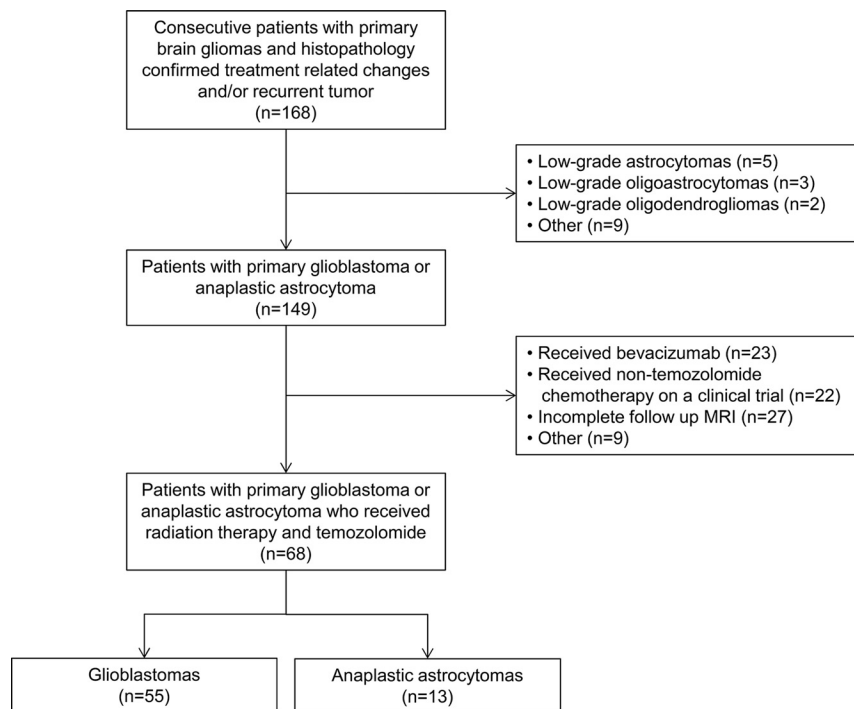 Consecutive patients with primary
brain gliomas and histopathology
confirmed treatment related changes
and/or recurrent tumor
(n=168)
• Low-grade astrocytomas (n=5)
• Low-grade oligoastrocytomas (n=3)
• Low-grade oligodendrogliomas (n=2)
• Other (n=9)
Patients with primary glioblastoma or
anaplastic astrocytoma
(n=149)
• Received bevacizumab (n=23)
• Received non-temozolomide
chemotherapy on a clinical trial (n=22)
• Incomplete follow up MRI (n=27)
• Other (n=9)
Patients with primary glioblastoma or
anaplastic astrocytoma who received
radiation therapy and temozolomide
(n=68)
Glioblastomas
(n=55)
Anaplastic astrocytomas
(n=13)